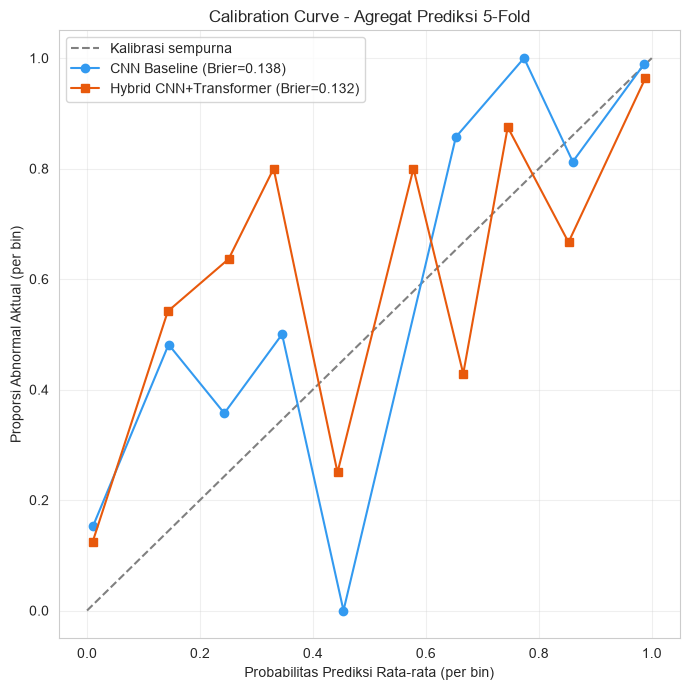 Calibration Curve - Agregat Prediksi 5-Fold
Kalibrasi sempurna
CNN Baseline (Brier=0.138)
Hybrid CNN+Transformer (Brier=0.132)
Proporsi Abnormal Aktual (per bin)
1.0
0.8
0.6
0.4
0.2
0.0
0.0 0.2 0.4 0.6 0.8 1.0
Probabilitas Prediksi Rata-rata (per bin)